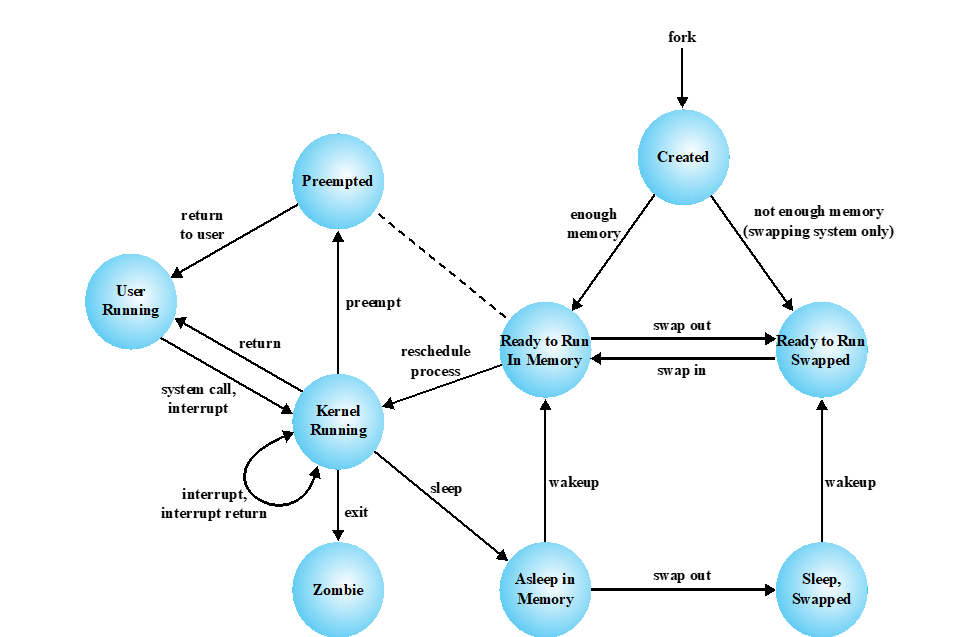 fork
Created
Preempted
enough
memory
not enough memory
(swapping system only)
return
to user
User
Running
preempt
return
reschedule
process
Ready to Run
In Memory
swap out
swap in
Ready to Run
Swapped
system call,
interrupt
Kernel
Running
interrupt,
interrupt return
exit
sleep
wakeup
wakeup
Zombie
Asleep in
Memory
swap out
Sleep,
Swapped